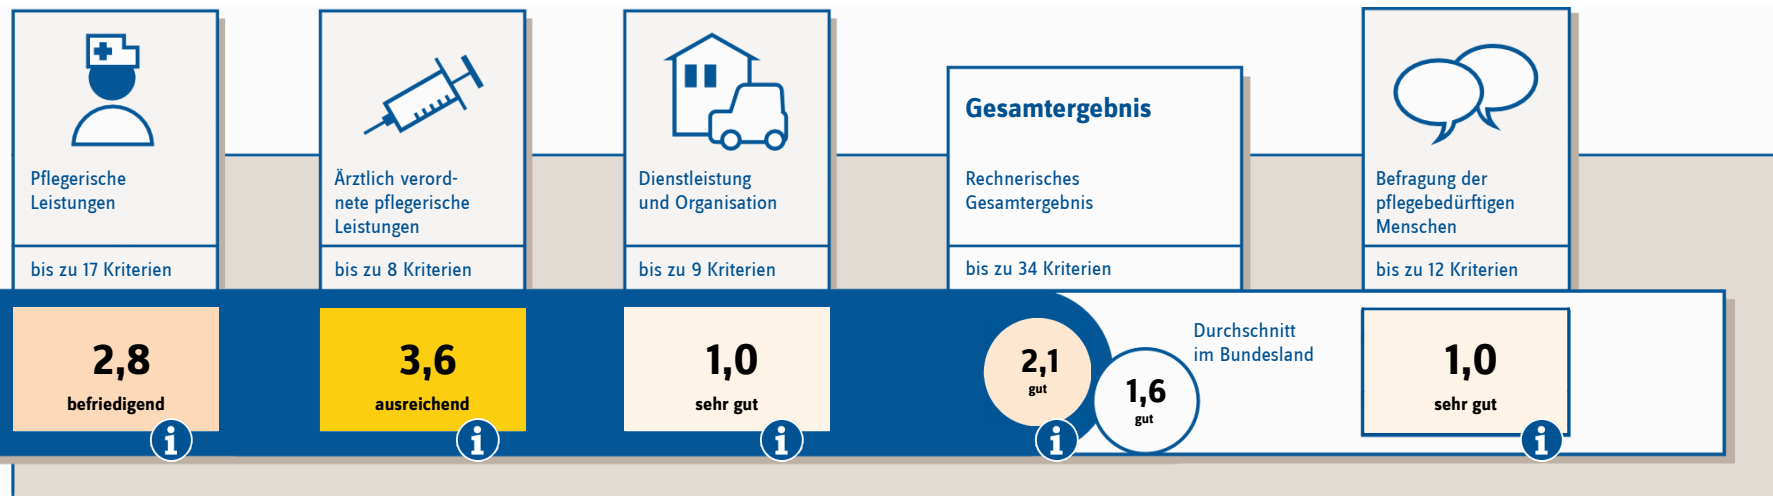 Pflegerische
Leistungen
bis zu 17 Kriterien
2,8
befriedigend
i
Ärztlich verord-
nete pflegerische
Leistungen
bis zu 8 Kriterien
3,6
ausreichend
i
Dienstleistung
und Organisation
bis zu 9 Kriterien
1,0
sehr gut
i
Gesamtergebnis
Rechnerisches
Gesamtergebnis
bis zu 34 Kriterien
2,1
gut
i
Durchschnitt
im Bundesland
1,6
gut
Befragung der
pflegebedürftigen
Menschen
bis zu 12 Kriterien
1,0
sehr gut
i